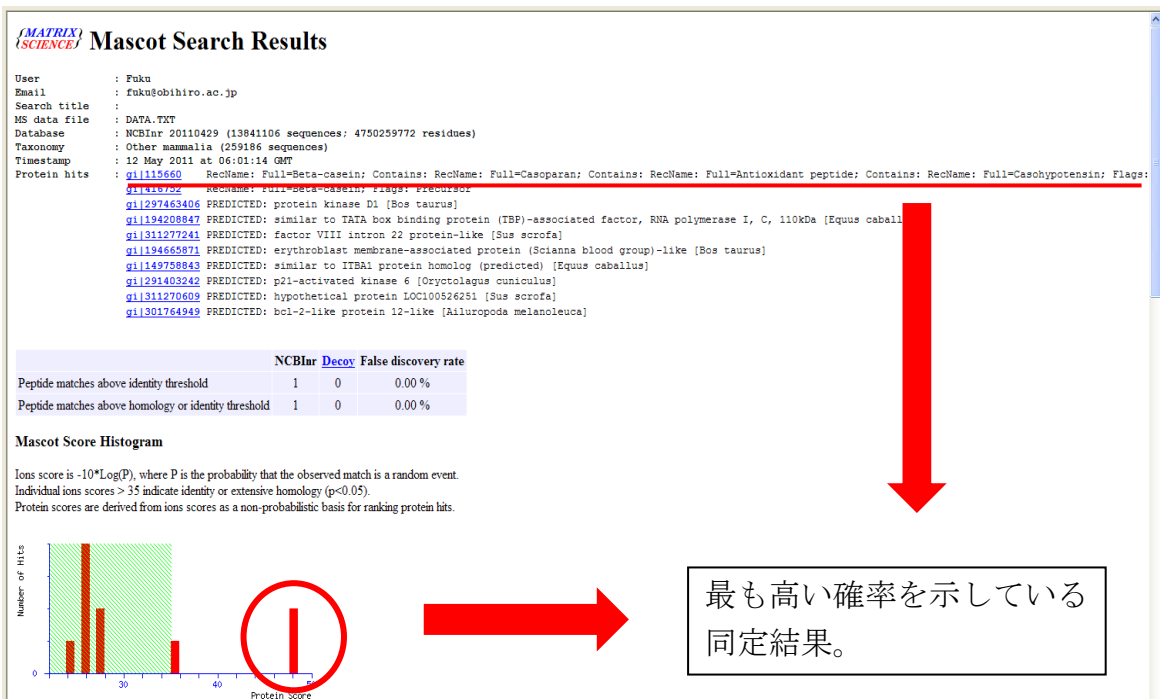 {MATRIX SCIENCE} Mascot Search Results
User : Fuku
Email : fuku@obihiro.ac.jp
Search title :
MS data file : DATA.TXT
Database : NCBInr 20110429 (13841106 sequences; 4750259772 residues)
Taxonomy : Other mammalia (259186 sequences)
Timestamp : 12 May 2011 at 06:01:14 GMT
Protein hits : gi|115660 RecName: Full=Beta-casein; Contains: RecName: Full=Casoparan; Contains: RecName: Full=Antioxidant peptide; Contains: RecName: Full=Casohypotensin; Flags:
gi|416752 RecName: Full=Beta-casein; Flags: Precursor
gi|297463406 PREDICTED: protein kinase D1 [Bos taurus]
gi|194208847 PREDICTED: similar to TATA box binding protein (TBP)-associated factor, RNA polymerase I, C, 110kDa [Equus caball
gi|311277241 PREDICTED: factor VIII intron 22 protein-like [Sus scrofa]
gi|194665871 PREDICTED: erythroblast membrane-associated protein (Scianna blood group)-like [Bos taurus]
gi|149758843 PREDICTED: similar to ITBA1 protein homolog (predicted) [Equus caballus]
gi|291403242 PREDICTED: p21-activated kinase 6 [Oryctolagus cuniculus]
gi|311270609 PREDICTED: hypothetical protein LOC100526251 [Sus scrofa]
gi|301764949 PREDICTED: bcl-2-like protein 12-like [Ailuropoda melanoleuca]
NCBInr Decoy False discovery rate
Peptide matches above identity threshold 1 0 0.00 %
Peptide matches above homology or identity threshold 1 0 0.00 %
Mascot Score Histogram
Ions score is -10*Log(P), where P is the probability that the observed match is a random event.
Individual ions scores > 35 indicate identity or extensive homology (p<0.05).
Protein scores are derived from ions scores as a non-probabilistic basis for ranking protein hits.
Number of Hits
0
30 40
Protein Score
最も高い確率を示している
同定結果。